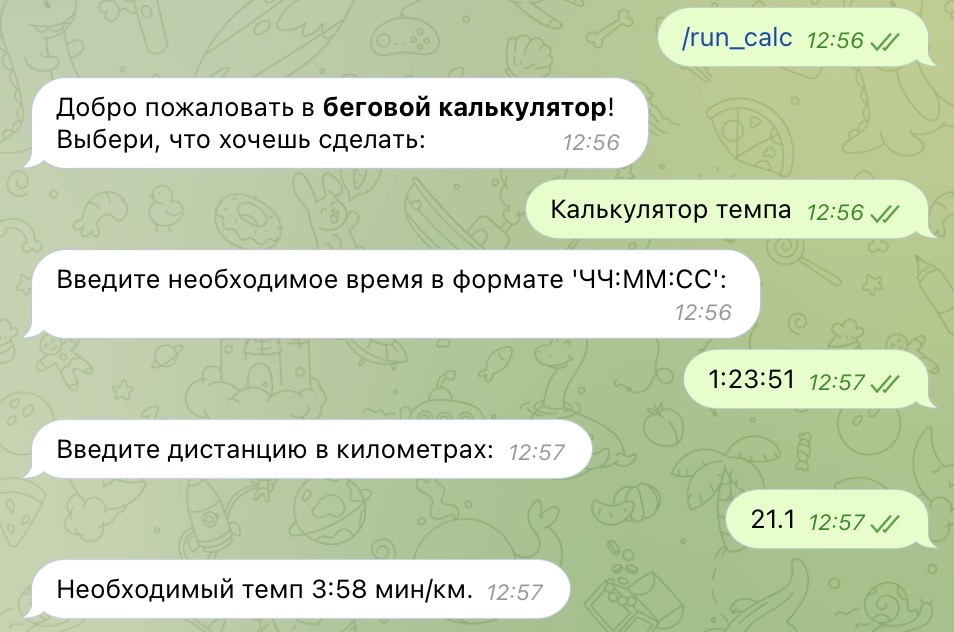 /run_calc 12:56
Добро пожаловать в беговой калькулятор!
Выбери, что хочешь сделать: 12:56
Калькулятор темпа 12:56
Введите необходимое время в формате 'ЧЧ:ММ:СС':
12:56
1:23:51 12:57
Введите дистанцию в километрах: 12:57
21.1 12:57
Необходимый темп 3:58 мин/км. 12:57